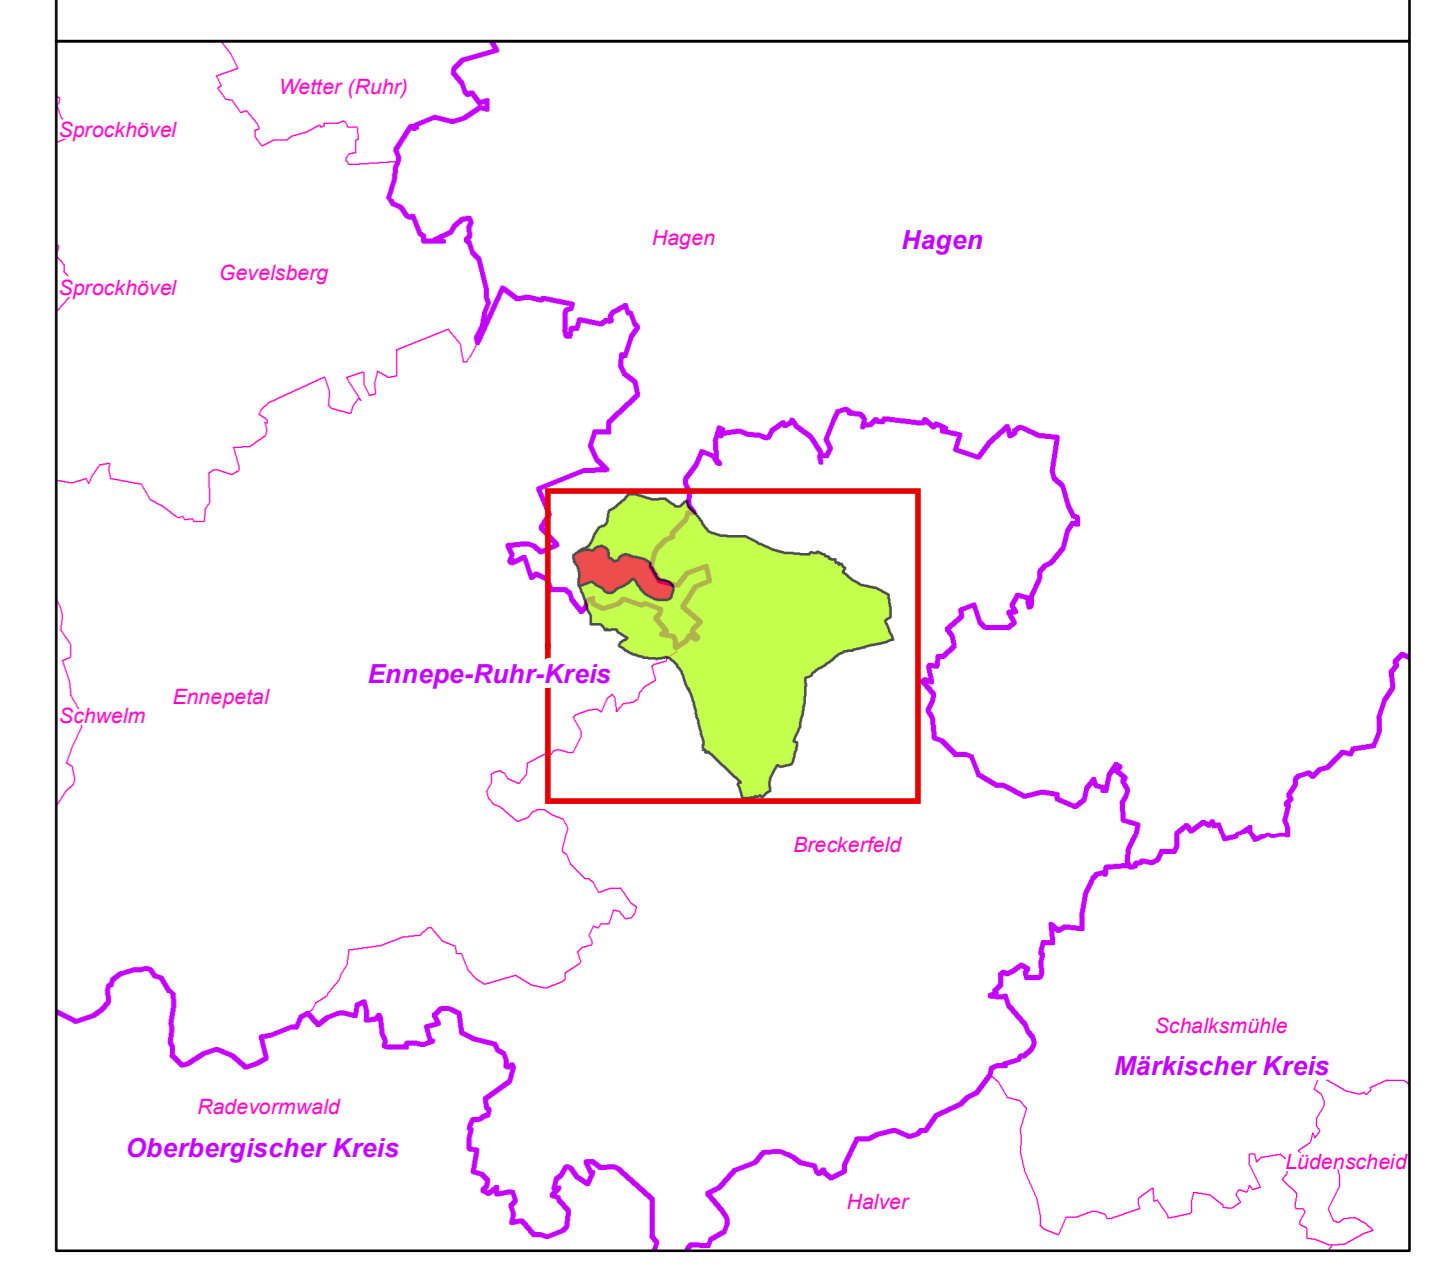 Wetter (Ruhr)
Sprockhövel
Hagen
Hagen
Gevelsberg
Sprockhövel
Ennepe-Ruhr-Kreis
Ennepetal
Schwelm
Breckerfeld
Schalksmühle
Märkischer Kreis
Radevormwald
Oberbergischer Kreis
Lüdenscheid
Halver